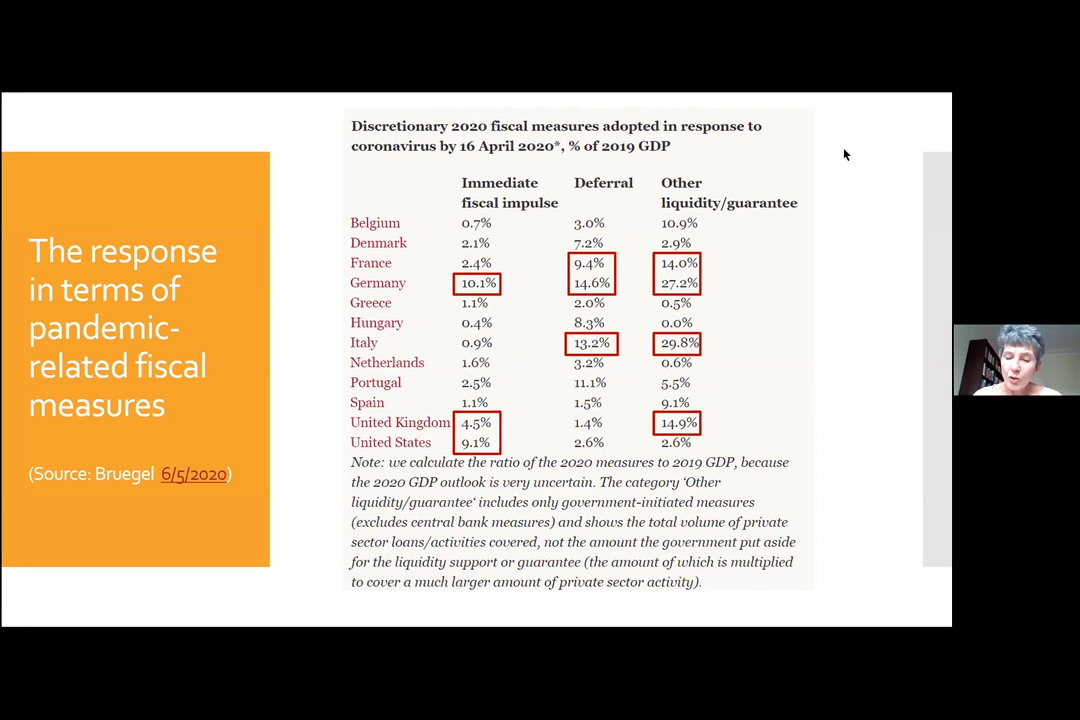 The response
in terms of
pandemic-
related fiscal
measures
(Source: Bruegel 6/5/2020)
Discretionary 2020 fiscal measures adopted in response to
coronavirus by 16 April 2020*, % of 2019 GDP
Immediate Deferral Other
fiscal impulse liquidity/guarantee
Belgium 0.7% 3.0% 10.9%
Denmark 2.1% 7.2% 2.9%
France 2.4% 9.4% 14.0%
Germany 10.1% 14.6% 27.2%
Greece 1.1% 2.0% 0.5%
Hungary 0.4% 8.3% 0.0%
Italy 0.9% 13.2% 29.8%
Netherlands 1.6% 3.2% 0.6%
Portugal 2.5% 11.1% 5.5%
Spain 1.1% 1.5% 9.1%
United Kingdom 4.5% 1.4% 14.9%
United States 9.1% 2.6% 2.6%
Note: we calculate the ratio of the 2020 measures to 2019 GDP, because
the 2020 GDP outlook is very uncertain. The category ‘Other
liquidity/guarantee‘ includes only government-initiated measures
(excludes central bank measures) and shows the total volume of private
sector loans/activities covered, not the amount the government put aside
for the liquidity support or guarantee (the amount of which is multiplied
to cover a much larger amount of private sector activity).